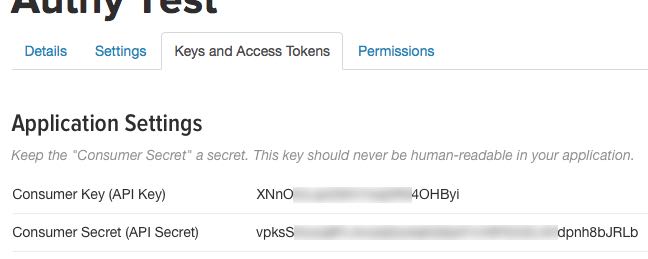 Authy Test
Details Settings Keys and Access Tokens Permissions
Application Settings
Keep the "Consumer Secret" a secret. This key should never be human-readable in your application.
Consumer Key (API Key) XNnO 4OHByi
Consumer Secret (API Secret) vpksS dpnh8bJRLb